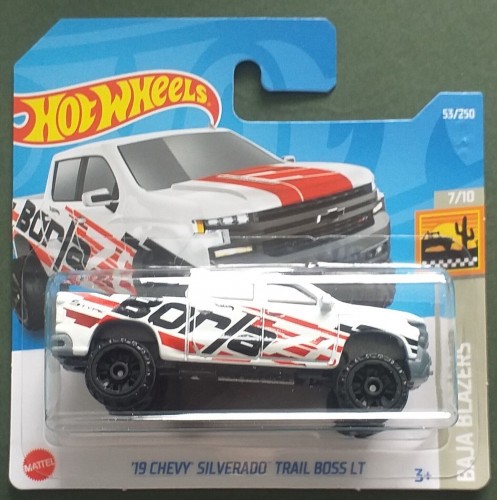 HOT WHEELS
53/250
7/10
Borla
Borla
BAJA BLAZERS
MATTEL
'19 CHEVY SILVERADO TRAIL BOSS LT
3+